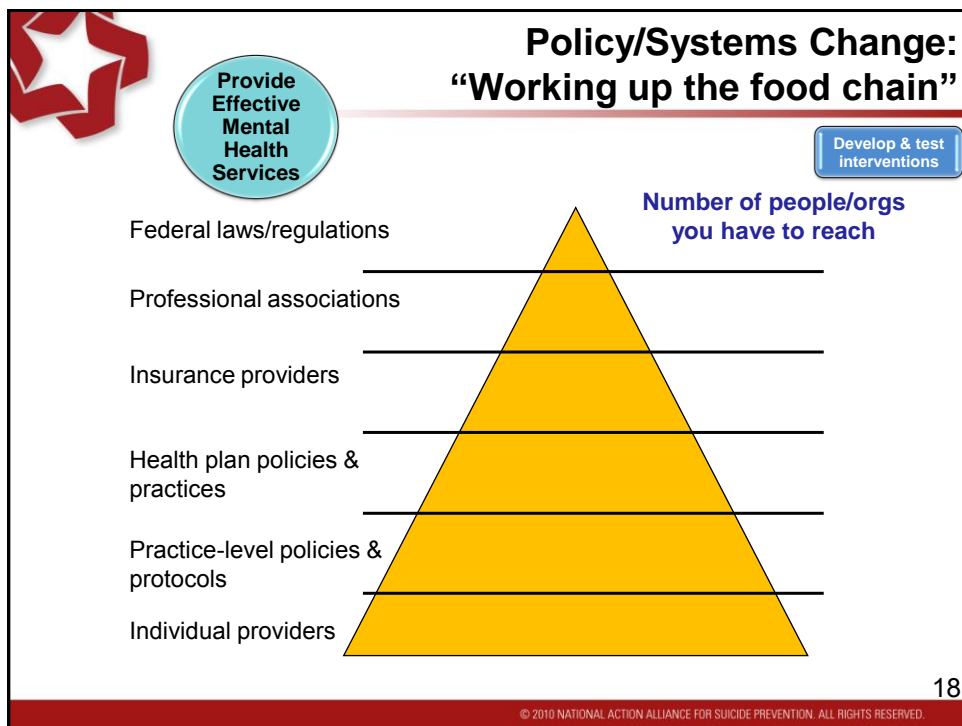 Policy/Systems Change:
“Working up the food chain”
Provide
Effective
Mental
Health
Services
Develop & test
interventions
Number of people/orgs
you have to reach
Federal laws/regulations
Professional associations
Insurance providers
Health plan policies &
practices
Practice-level policies &
protocols
Individual providers
18
© 2010 NATIONAL ACTION ALLIANCE FOR SUICIDE PREVENTION. ALL RIGHTS RESERVED.